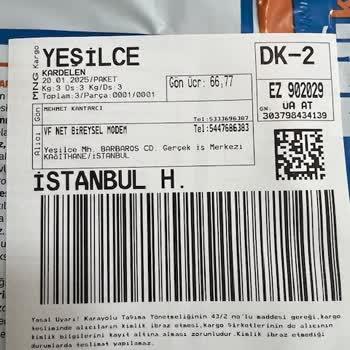 MNG Kargo
YEŞİLCE
KARDELEN
20.01.2025/PAKET
Kg:3 Ds:3 Kg/Ds:3
Toplam:3/Parça:0001/0001
Gön Ücr: 66,77
DK-2
EZ 902029
UA AT
GN:
303798434139
Gön
MEHMET KANTARCI
Tel:5333696387
Alıcı
VF NET BİREYSEL MODEM
Tel:5447686383
Yeşilce Mh. BARBAROS CD. Gerçek iş Merkezi
KAĞITHANE/İSTANBUL
İSTANBUL H.
Yasal Uyarı! Karayolu Taşıma Yönetmeliğinin 43/2 no'lu maddesi gereği,kargo
tesliminde alıcıların kimlik ibraz etmesi,kargo şirketlerinin de alıcının
kimlik bilgilerini kayıt altına alması zorunludur.Kimlik ibraz etmediği
durumlarda teslimat yapılamaz.